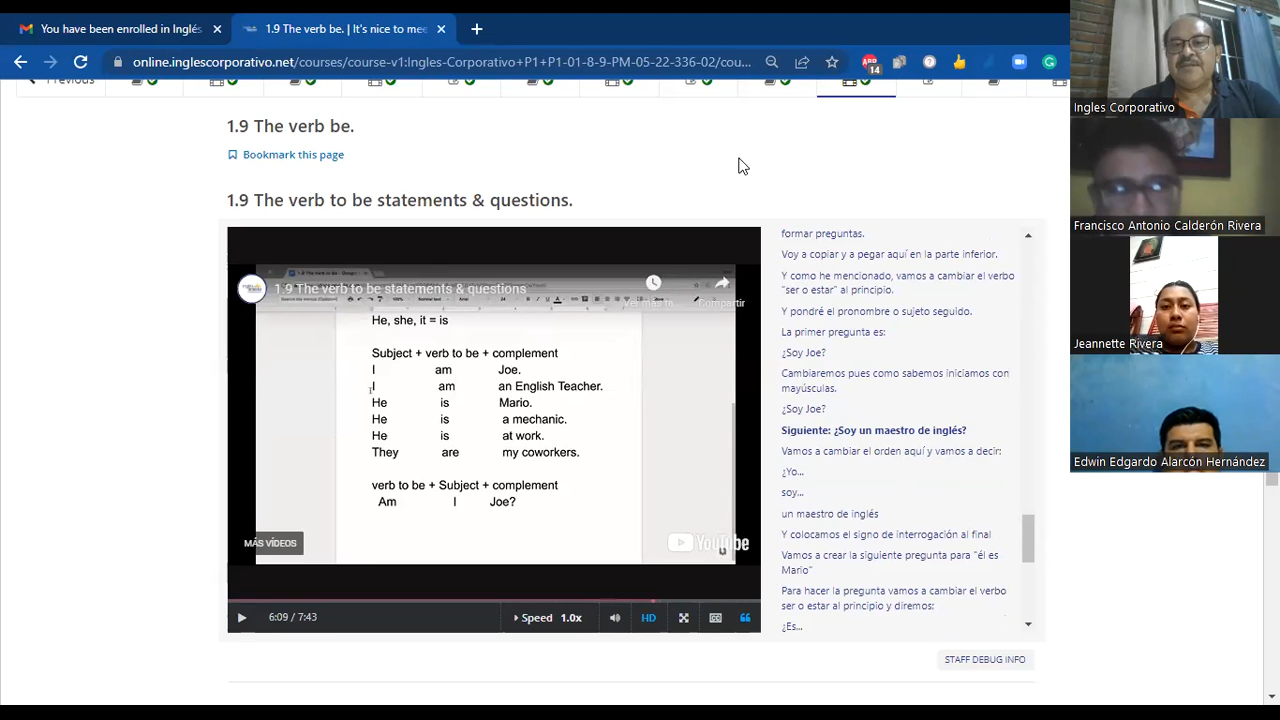 You have been enrolled in Inglés
1.9 The verb be. | It's nice to mee
online.inglescorporativo.net/courses/course-v1:Ingles-Corporativo+P1+P1-01-8-9-PM-05-22-336-02/cou...
14
Previous
1.9 The verb be.
Bookmark this page
1.9 The verb to be statements & questions.
1.9 The verb to be statements & questions
Compartir
He, she, it = is
Subject + verb to be + complement
I am Joe.
I am an English Teacher.
He is Mario.
He is a mechanic.
He is at work.
They are my coworkers.
verb to be + Subject + complement
Am I Joe?
MÁS VÍDEOS
YouTube
6:09 / 7:43
Speed 1.0x
HD
formar preguntas.
Voy a copiar y a pegar aquí en la parte inferior.
Y como he mencionado, vamos a cambiar el verbo
"ser o estar" al principio.
Y pondré el pronombre o sujeto seguido.
La primer pregunta es:
¿Soy Joe?
Cambiaremos pues como sabemos iniciamos con
mayúsculas.
¿Soy Joe?
Siguiente: ¿Soy un maestro de inglés?
Vamos a cambiar el orden aquí y vamos a decir:
¿Yo...
soy...
un maestro de inglés
Y colocamos el signo de interrogación al final
Vamos a crear la siguiente pregunta para "él es
Mario"
Para hacer la pregunta vamos a cambiar el verbo
ser o estar al principio y diremos:
¿Es...
STAFF DEBUG INFO
Ingles Corporativo
Francisco Antonio Calderón Rivera
Jeannette Rivera
Edwin Edgardo Alarcón Hernández